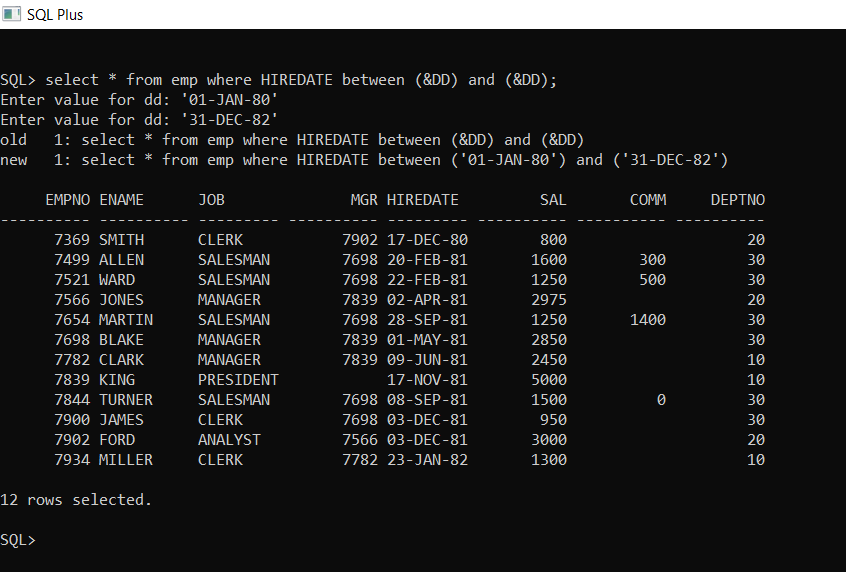 SQL Plus
SQL> select * from emp where HIREDATE between (&DD) and (&DD);
Enter value for dd: '01-JAN-80'
Enter value for dd: '31-DEC-82'
old   1: select * from emp where HIREDATE between (&DD) and (&DD)
new   1: select * from emp where HIREDATE between ('01-JAN-80') and ('31-DEC-82')
     EMPNO ENAME      JOB              MGR HIREDATE         SAL       COMM     DEPTNO
---------- ---------- --------- ---------- --------- ---------- ---------- ----------
      7369 SMITH      CLERK           7902 17-DEC-80        800                    20
      7499 ALLEN      SALESMAN        7698 20-FEB-81       1600        300         30
      7521 WARD       SALESMAN        7698 22-FEB-81       1250        500         30
      7566 JONES      MANAGER         7839 02-APR-81       2975                    20
      7654 MARTIN     SALESMAN        7698 28-SEP-81       1250       1400         30
      7698 BLAKE      MANAGER         7839 01-MAY-81       2850                    30
      7782 CLARK      MANAGER         7839 09-JUN-81       2450                    10
      7839 KING       PRESIDENT            17-NOV-81       5000                    10
      7844 TURNER     SALESMAN        7698 08-SEP-81       1500          0         30
      7900 JAMES      CLERK           7698 03-DEC-81        950                    30
      7902 FORD       ANALYST         7566 03-DEC-81       3000                    20
      7934 MILLER     CLERK           7782 23-JAN-82       1300                    10
12 rows selected.
SQL>